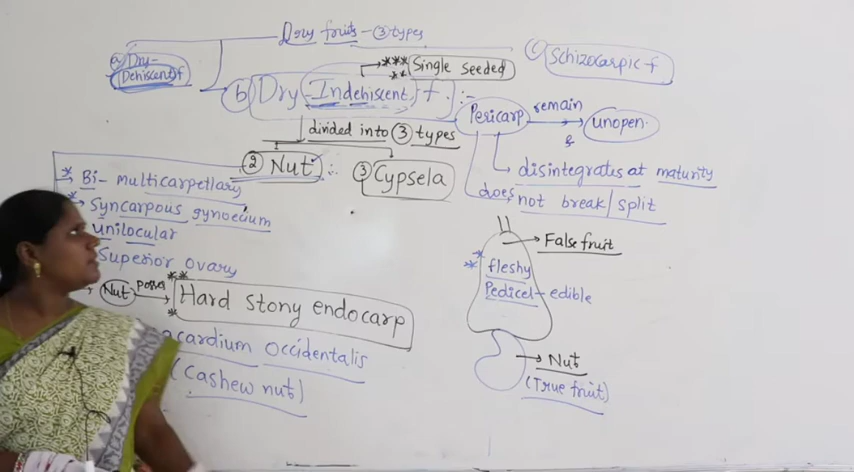 Dry fruits - ③ types
a) Dry-
Dehiscent f
b) Dry Indehiscent f :-
*** Single Seeded
**
c) Schizocarpic f
Pericarp remain unopen
&
disintegrates at maturity
does not break/split
divided into ③ types
② Nut :-
③ Cypsela
* Bi-multicarpellary
* Syncarpous gynoecium
unilocular
Superior ovary
Nut posses Hard Stony endocarp
acardium occidentalis
(Cashew nut)
False fruit
** fleshy
Pedicel - edible
Nut
(True fruit)